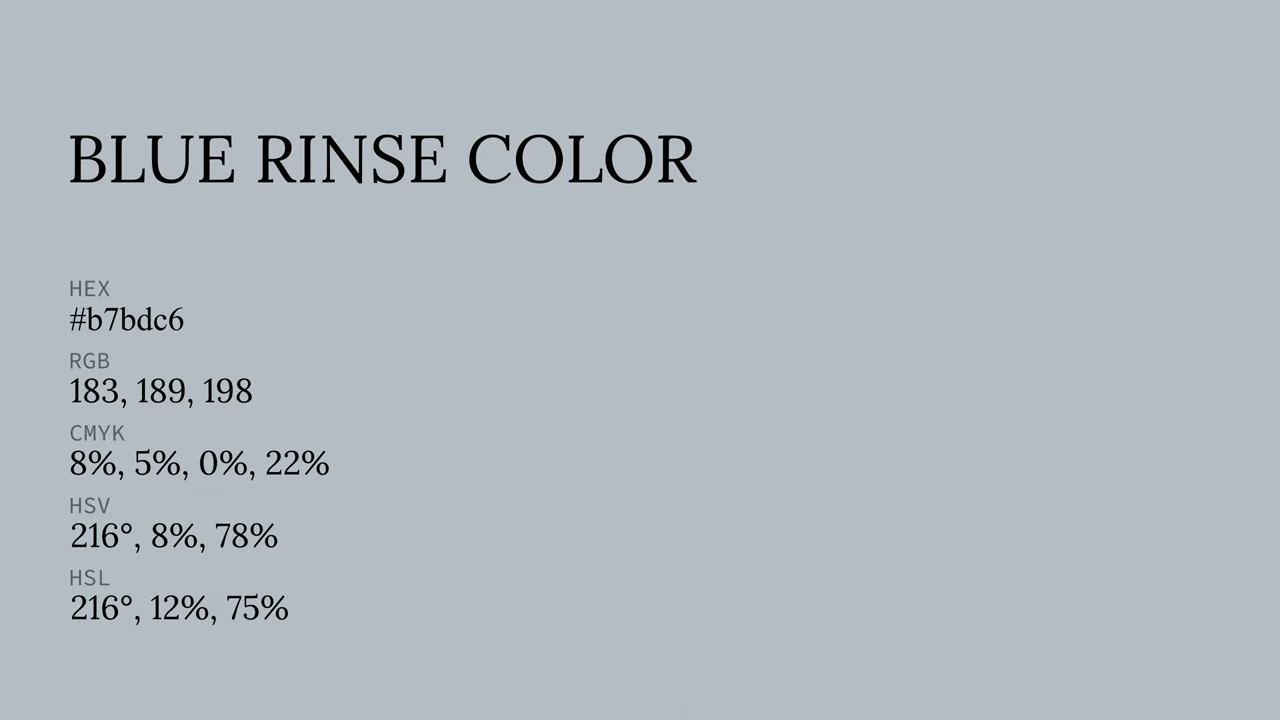 BLUE RINSE COLOR
HEX
#b7bdc6
RGB
183, 189, 198
CMYK
8%, 5%, 0%, 22%
HSV
216°, 8%, 78%
HSL
216°, 12%, 75%